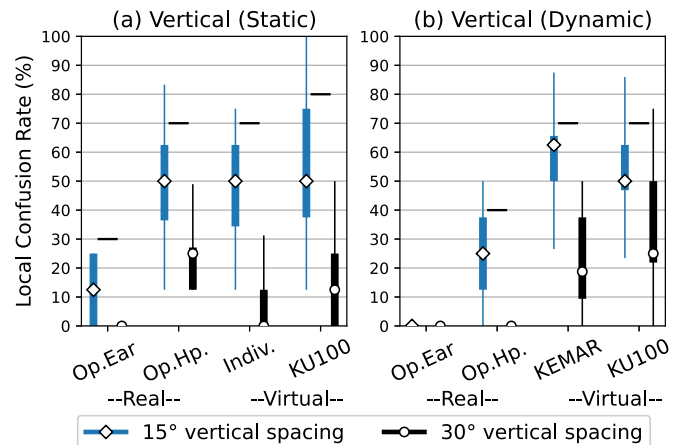 (a) Vertical (Static)
(b) Vertical (Dynamic)
Local Confusion Rate (%)
100
90
80
70
60
50
40
30
20
10
0
Op.Ear
Op.Hp.
Indiv.
KU100
--Real--
--Virtual--
100
90
80
70
60
50
40
30
20
10
0
Op.Ear
Op.Hp.
KEMAR
KU100
--Real--
--Virtual--
15° vertical spacing
30° vertical spacing